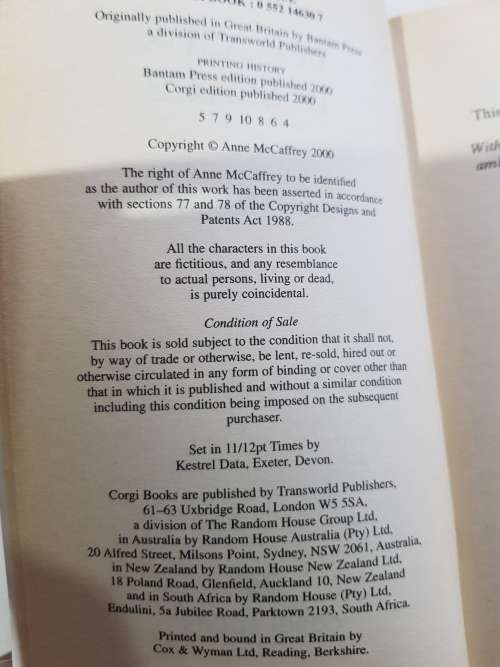 BOOK : 0 552 14630 7
Originally published in Great Britain by Bantam Press
a division of Transworld Publishers
PRINTING HISTORY
Bantam Press edition published 2000
Corgi edition published 2000
5 7 9 10 8 6 4
Copyright © Anne McCaffrey 2000
The right of Anne McCaffrey to be identified
as the author of this work has been asserted in accordance
with sections 77 and 78 of the Copyright Designs and
Patents Act 1988.
All the characters in this book
are fictitious, and any resemblance
to actual persons, living or dead,
is purely coincidental.
Condition of Sale
This book is sold subject to the condition that it shall not,
by way of trade or otherwise, be lent, re-sold, hired out or
otherwise circulated in any form of binding or cover other than
that in which it is published and without a similar condition
including this condition being imposed on the subsequent
purchaser.
Set in 11/12pt Times by
Kestrel Data, Exeter, Devon.
Corgi Books are published by Transworld Publishers,
61–63 Uxbridge Road, London W5 5SA,
a division of The Random House Group Ltd,
in Australia by Random House Australia (Pty) Ltd,
20 Alfred Street, Milsons Point, Sydney, NSW 2061, Australia,
in New Zealand by Random House New Zealand Ltd,
18 Poland Road, Glenfield, Auckland 10, New Zealand
and in South Africa by Random House (Pty) Ltd,
Endulini, 5a Jubilee Road, Parktown 2193, South Africa.
Printed and bound in Great Britain by
Cox & Wyman Ltd, Reading, Berkshire.
This
With